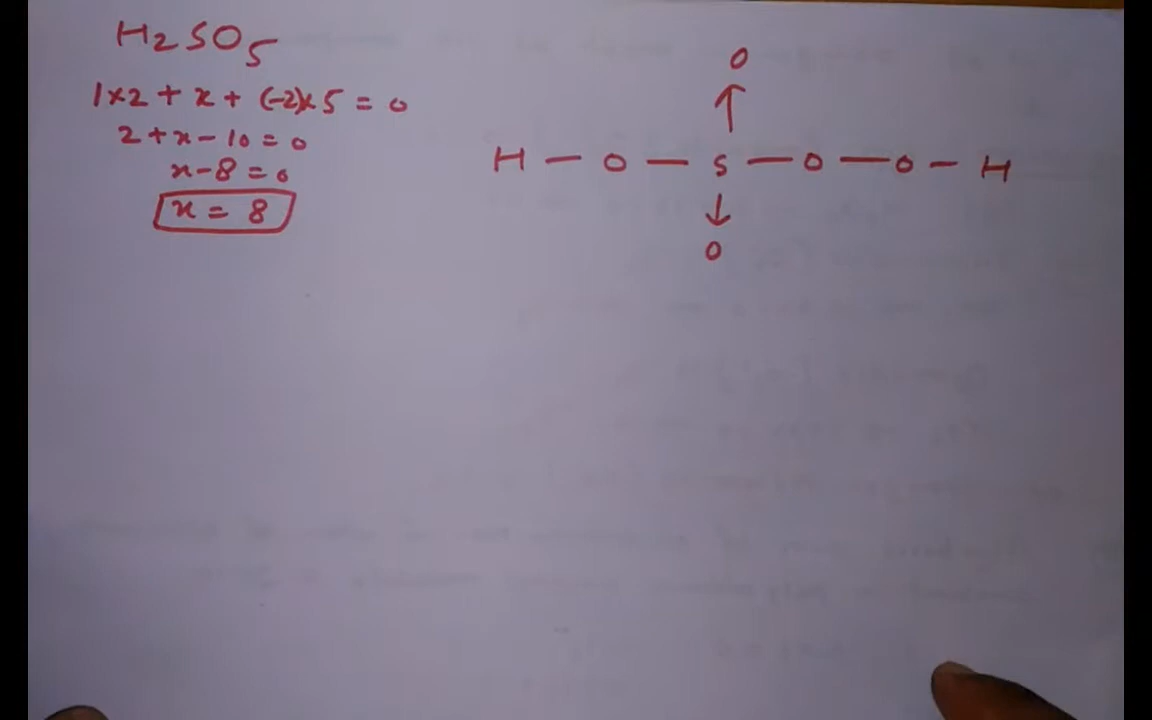 H₂SO₅
1×2 + x + (-2)×5 = 0
2 + x - 10 = 0
x - 8 = 0
x = 8
O
↑
H — O — S — O — O — H
↓
O